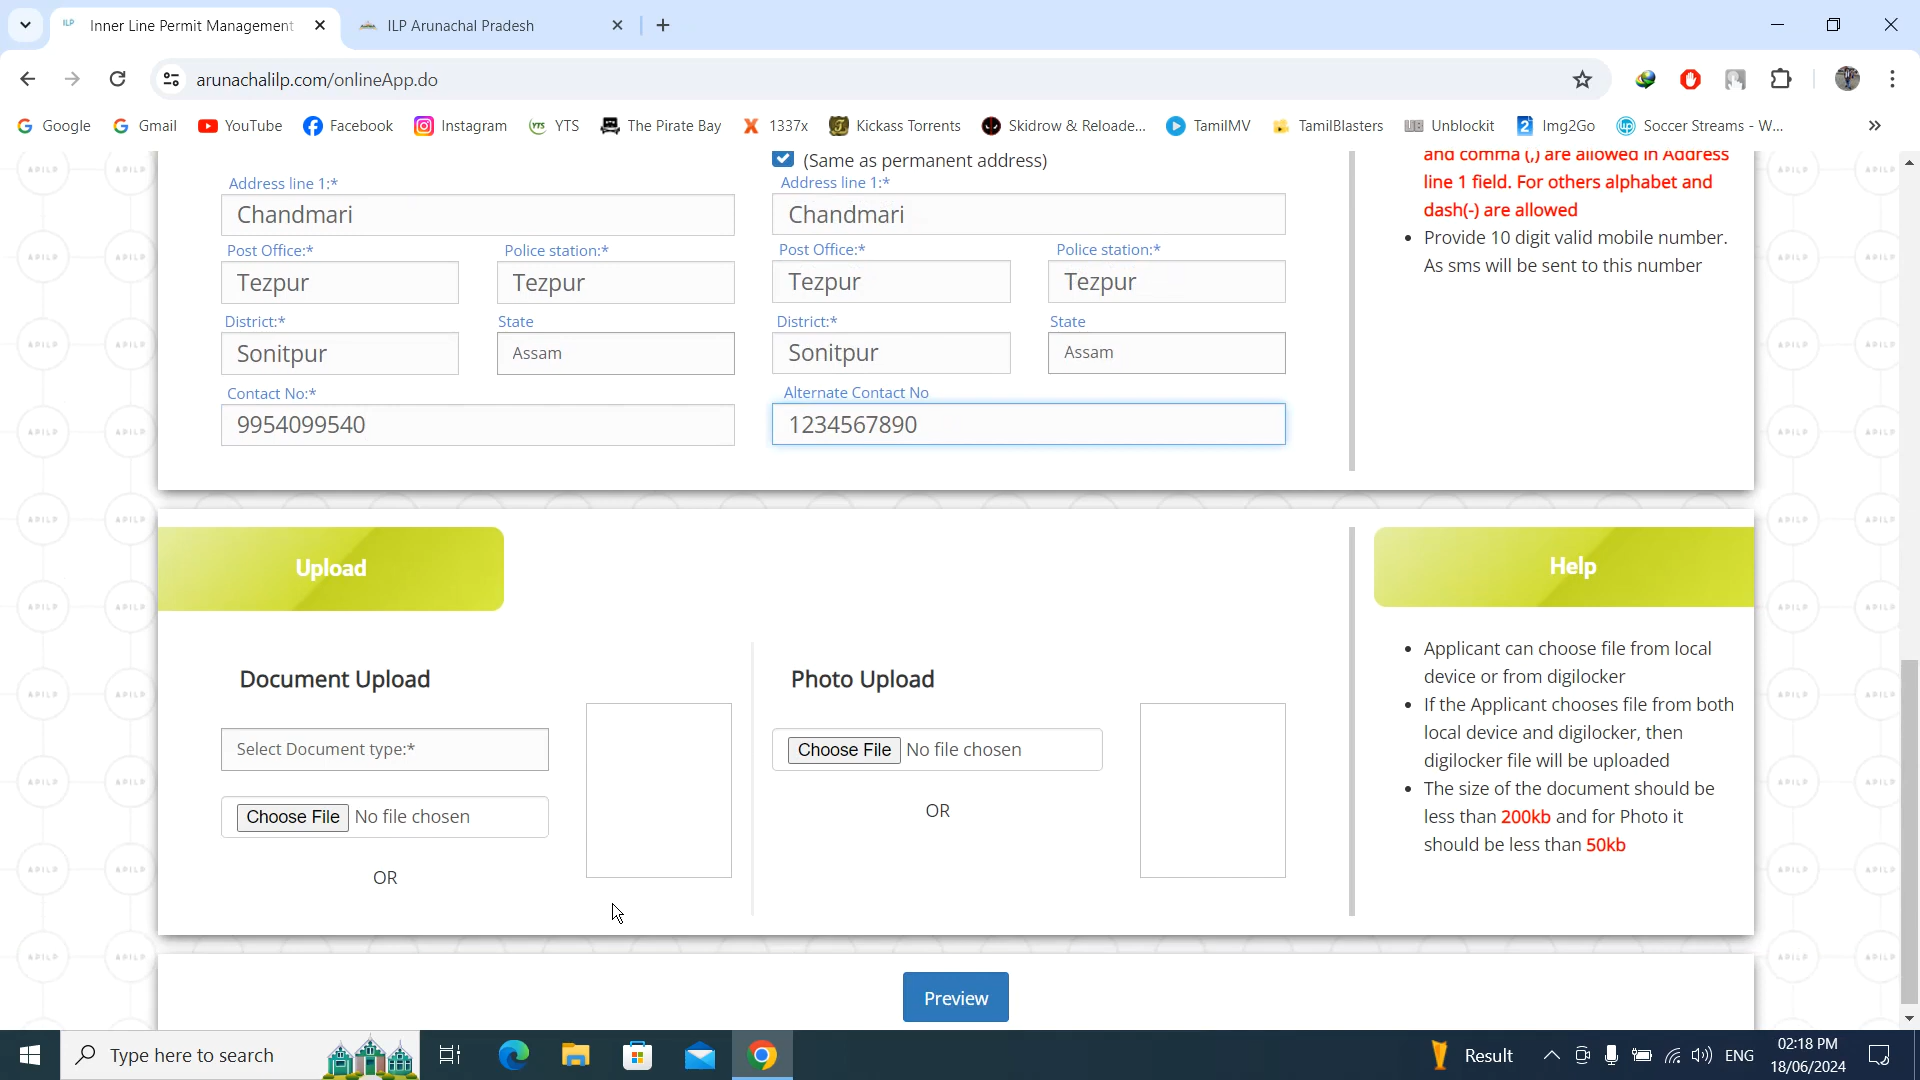 ILP Inner Line Permit Management
ILP Arunachal Pradesh
arunachalilp.com/onlineApp.do
Google
Gmail
YouTube
Facebook
Instagram
YTS YTS
The Pirate Bay
1337x
Kickass Torrents
Skidrow & Reloade...
TamilMV
TamilBlasters
UB Unblockit
2 Img2Go
Soccer Streams - W...
»
(Same as permanent address)
Address line 1:*
Chandmari
Post Office:*
Police station:*
Tezpur
Tezpur
District:*
State
Sonitpur
Assam
Contact No:*
9954099540
Address line 1:*
Chandmari
Post Office:*
Police station:*
Tezpur
Tezpur
District:*
State
Sonitpur
Assam
Alternate Contact No
1234567890
and comma (,) are allowed in Address
line 1 field. For others alphabet and
dash(-) are allowed
• Provide 10 digit valid mobile number.
As sms will be sent to this number
Upload
Document Upload
Select Document type:*
Choose File No file chosen
OR
Photo Upload
Choose File No file chosen
OR
Help
• Applicant can choose file from local
device or from digilocker
• If the Applicant chooses file from both
local device and digilocker, then
digilocker file will be uploaded
• The size of the document should be
less than 200kb and for Photo it
should be less than 50kb
Preview
Type here to search
Result
ENG
02:18 PM
18/06/2024